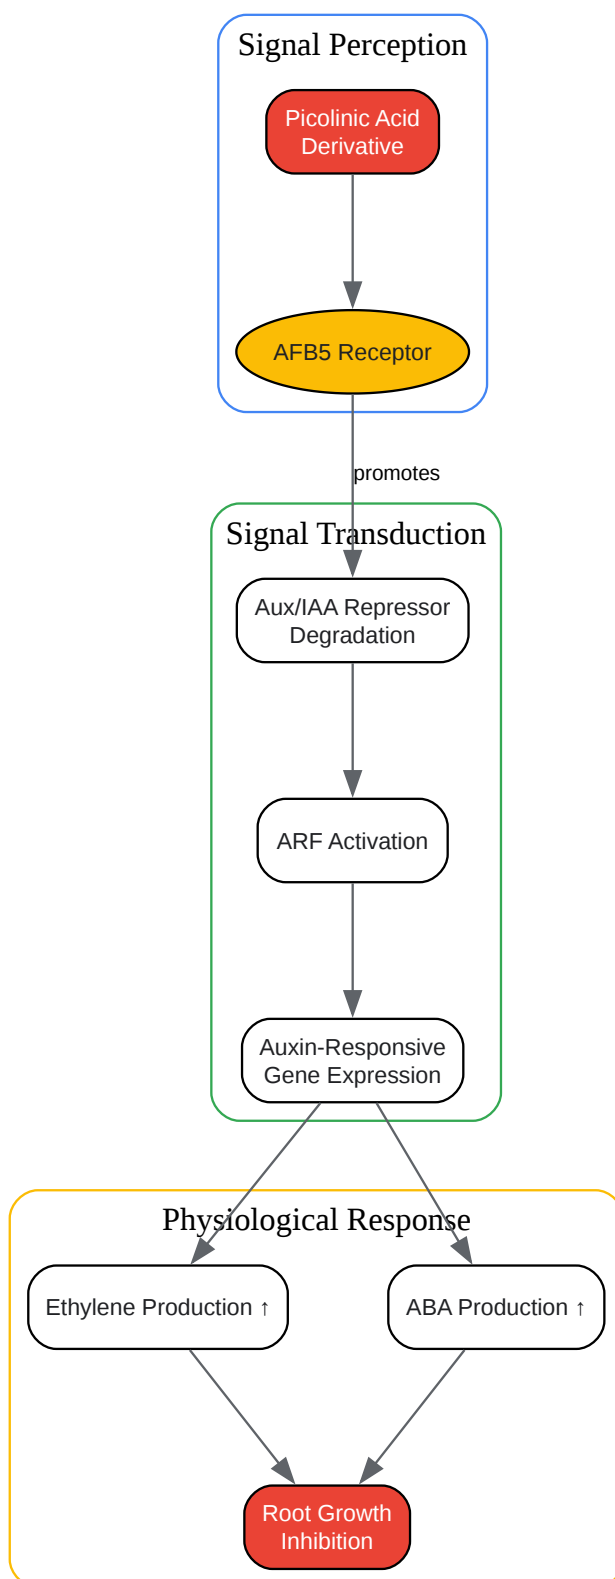 Signal Perception
Picolinic Acid
Derivative
AFB5 Receptor
promotes
Signal Transduction
Aux/IAA Repressor
Degradation
ARF Activation
Auxin-Responsive
Gene Expression
Physiological Response
Ethylene Production ↑
ABA Production ↑
Root Growth
Inhibition